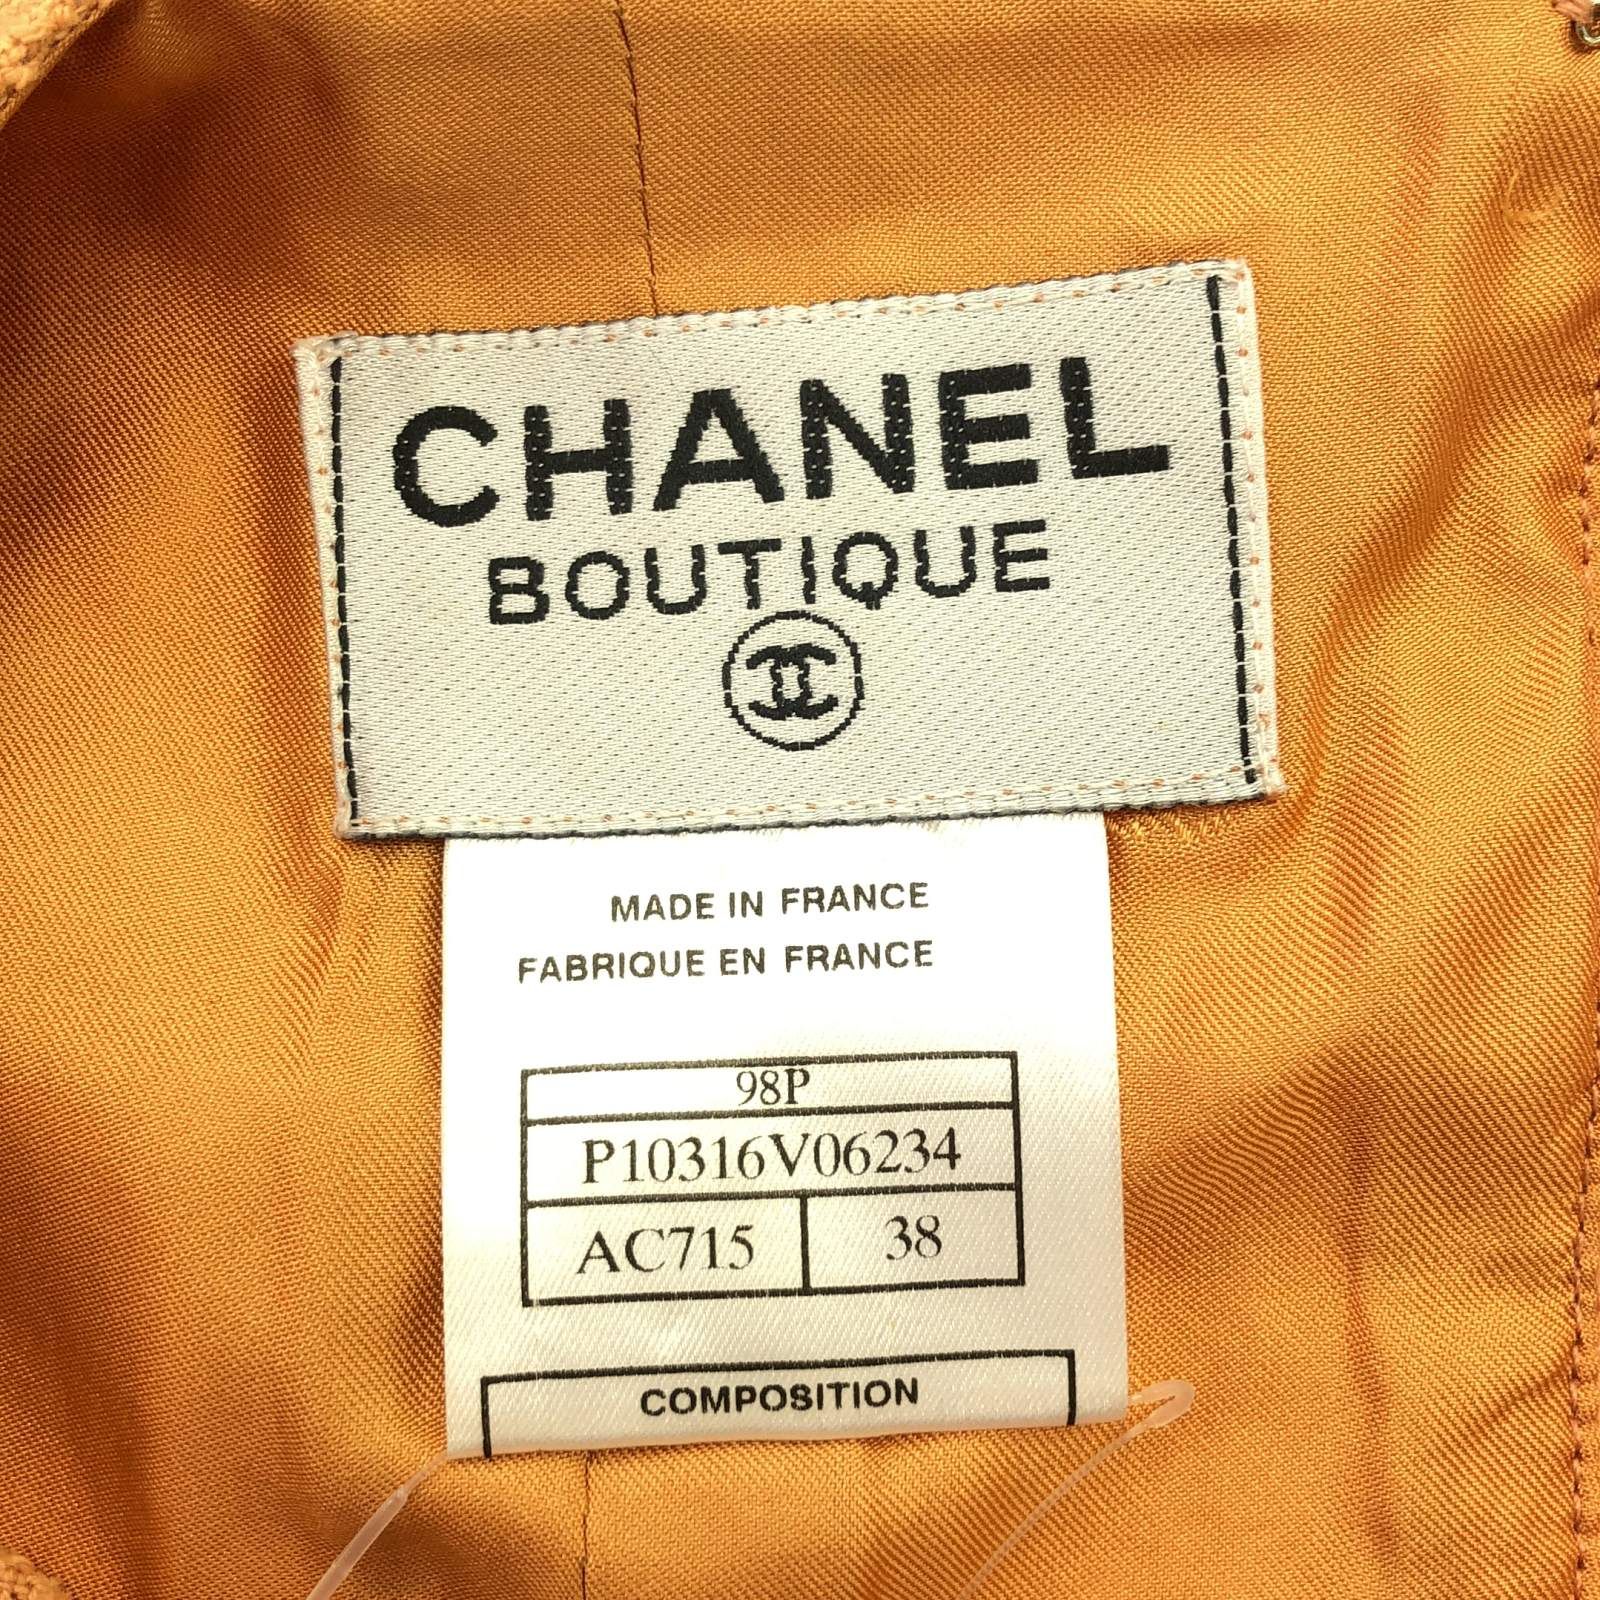 CHANEL
BOUTIQUE
MADE IN FRANCE
FABRIQUE EN FRANCE
98P
P10316V06234
AC715 38
COMPOSITION